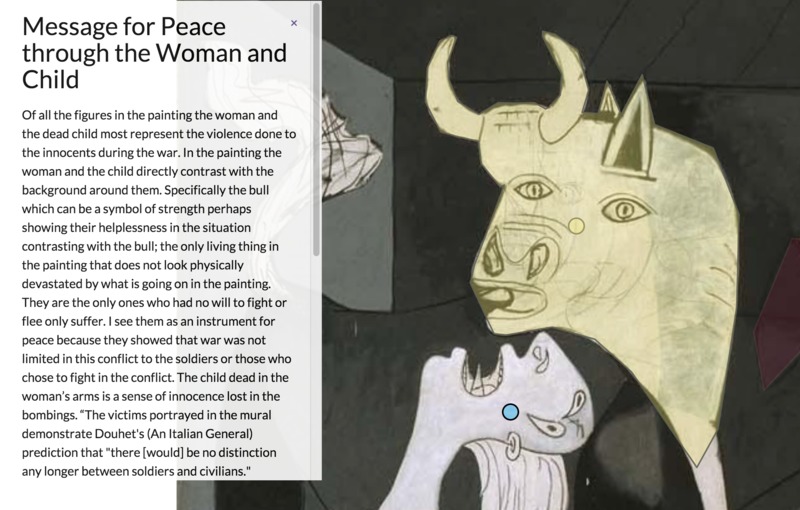 Message for Peace
through the Woman and
Child
×
Of all the figures in the painting the woman and
the dead child most represent the violence done to
the innocents during the war. In the painting the
woman and the child directly contrast with the
background around them. Specifically the bull
which can be a symbol of strength perhaps
showing their helplessness in the situation
contrasting with the bull; the only living thing in
the painting that does not look physically
devastated by what is going on in the painting.
They are the only ones who had no will to fight or
flee only suffer. I see them as an instrument for
peace because they showed that war was not
limited in this conflict to the soldiers or those who
chose to fight in the conflict. The child dead in the
woman's arms is a sense of innocence lost in the
bombings. “The victims portrayed in the mural
demonstrate Douhet's (An Italian General)
prediction that "there [would] be no distinction
any longer between soldiers and civilians."